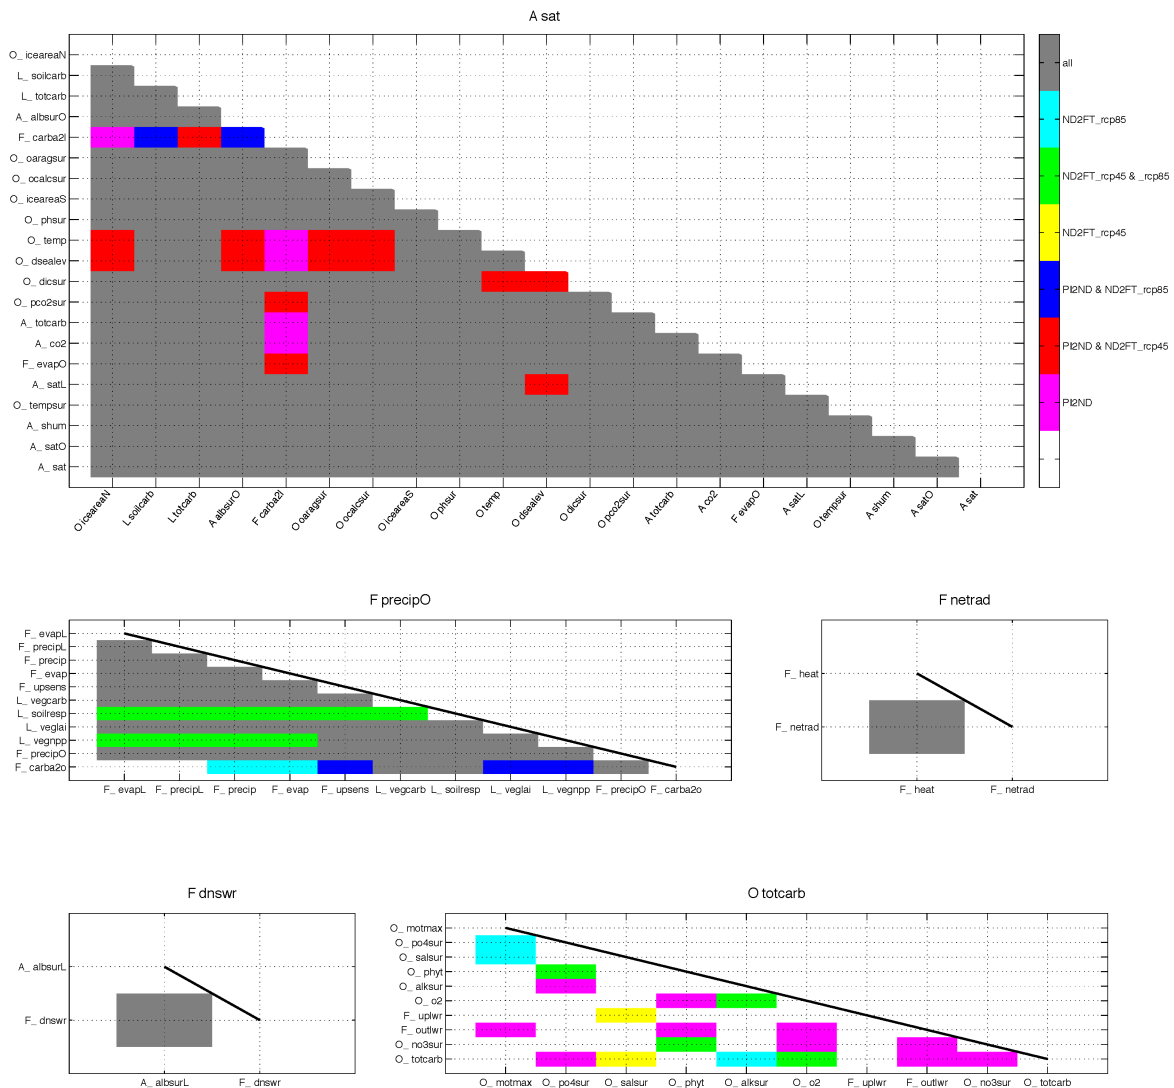 A sat
O_ iceareaN
L_ soilcarb
L_ totcarb
A_ albsurO
F_ carba2l
O_ oaragsur
O_ ocalcsur
O_ iceareaS
O_ phsur
O_ temp
O_ dsealev
O_ dicsur
O_ pco2sur
A_ totcarb
A_ co2
F_ evapO
A_ satL
O_ tempsur
A_ shum
A_ satO
A_ sat
O iceareaN
L soilcarb
L totcarb
A albsurO
F carba2l
O oaragsur
O ocalcsur
O iceareaS
O phsur
O temp
O dsealev
O dicsur
O pco2sur
A totcarb
A co2
F evapO
A satL
O tempsur
A shum
A satO
A sat
all
ND2FT_rcp85
ND2FT_rcp45 & _rcp85
ND2FT_rcp45
PI2ND & ND2FT_rcp85
PI2ND & ND2FT_rcp45
PI2ND
F precipO
F_ evapL
F_ precipL
F_ precip
F_ evap
F_ upsens
L_ vegcarb
L_ soilresp
L_ veglai
L_ vegnpp
F_ precipO
F_ carba2o
F_ evapL F_ precipL F_ precip F_ evap F_ upsens L_ vegcarb L_ soilresp L_ veglai L_ vegnpp F_ precipO F_ carba2o
F netrad
F_ heat
F_ netrad
F_ heat F_ netrad
F dnswr
A_ albsurL
F_ dnswr
A_ albsurL F_ dnswr
O totcarb
O_ motmax
O_ po4sur
O_ salsur
O_ phyt
O_ alksur
O_ o2
F_ uplwr
F_ outlwr
O_ no3sur
O_ totcarb
O_ motmax O_ po4sur O_ salsur O_ phyt O_ alksur O_ o2 F_ uplwr F_ outlwr O_ no3sur O_ totcarb